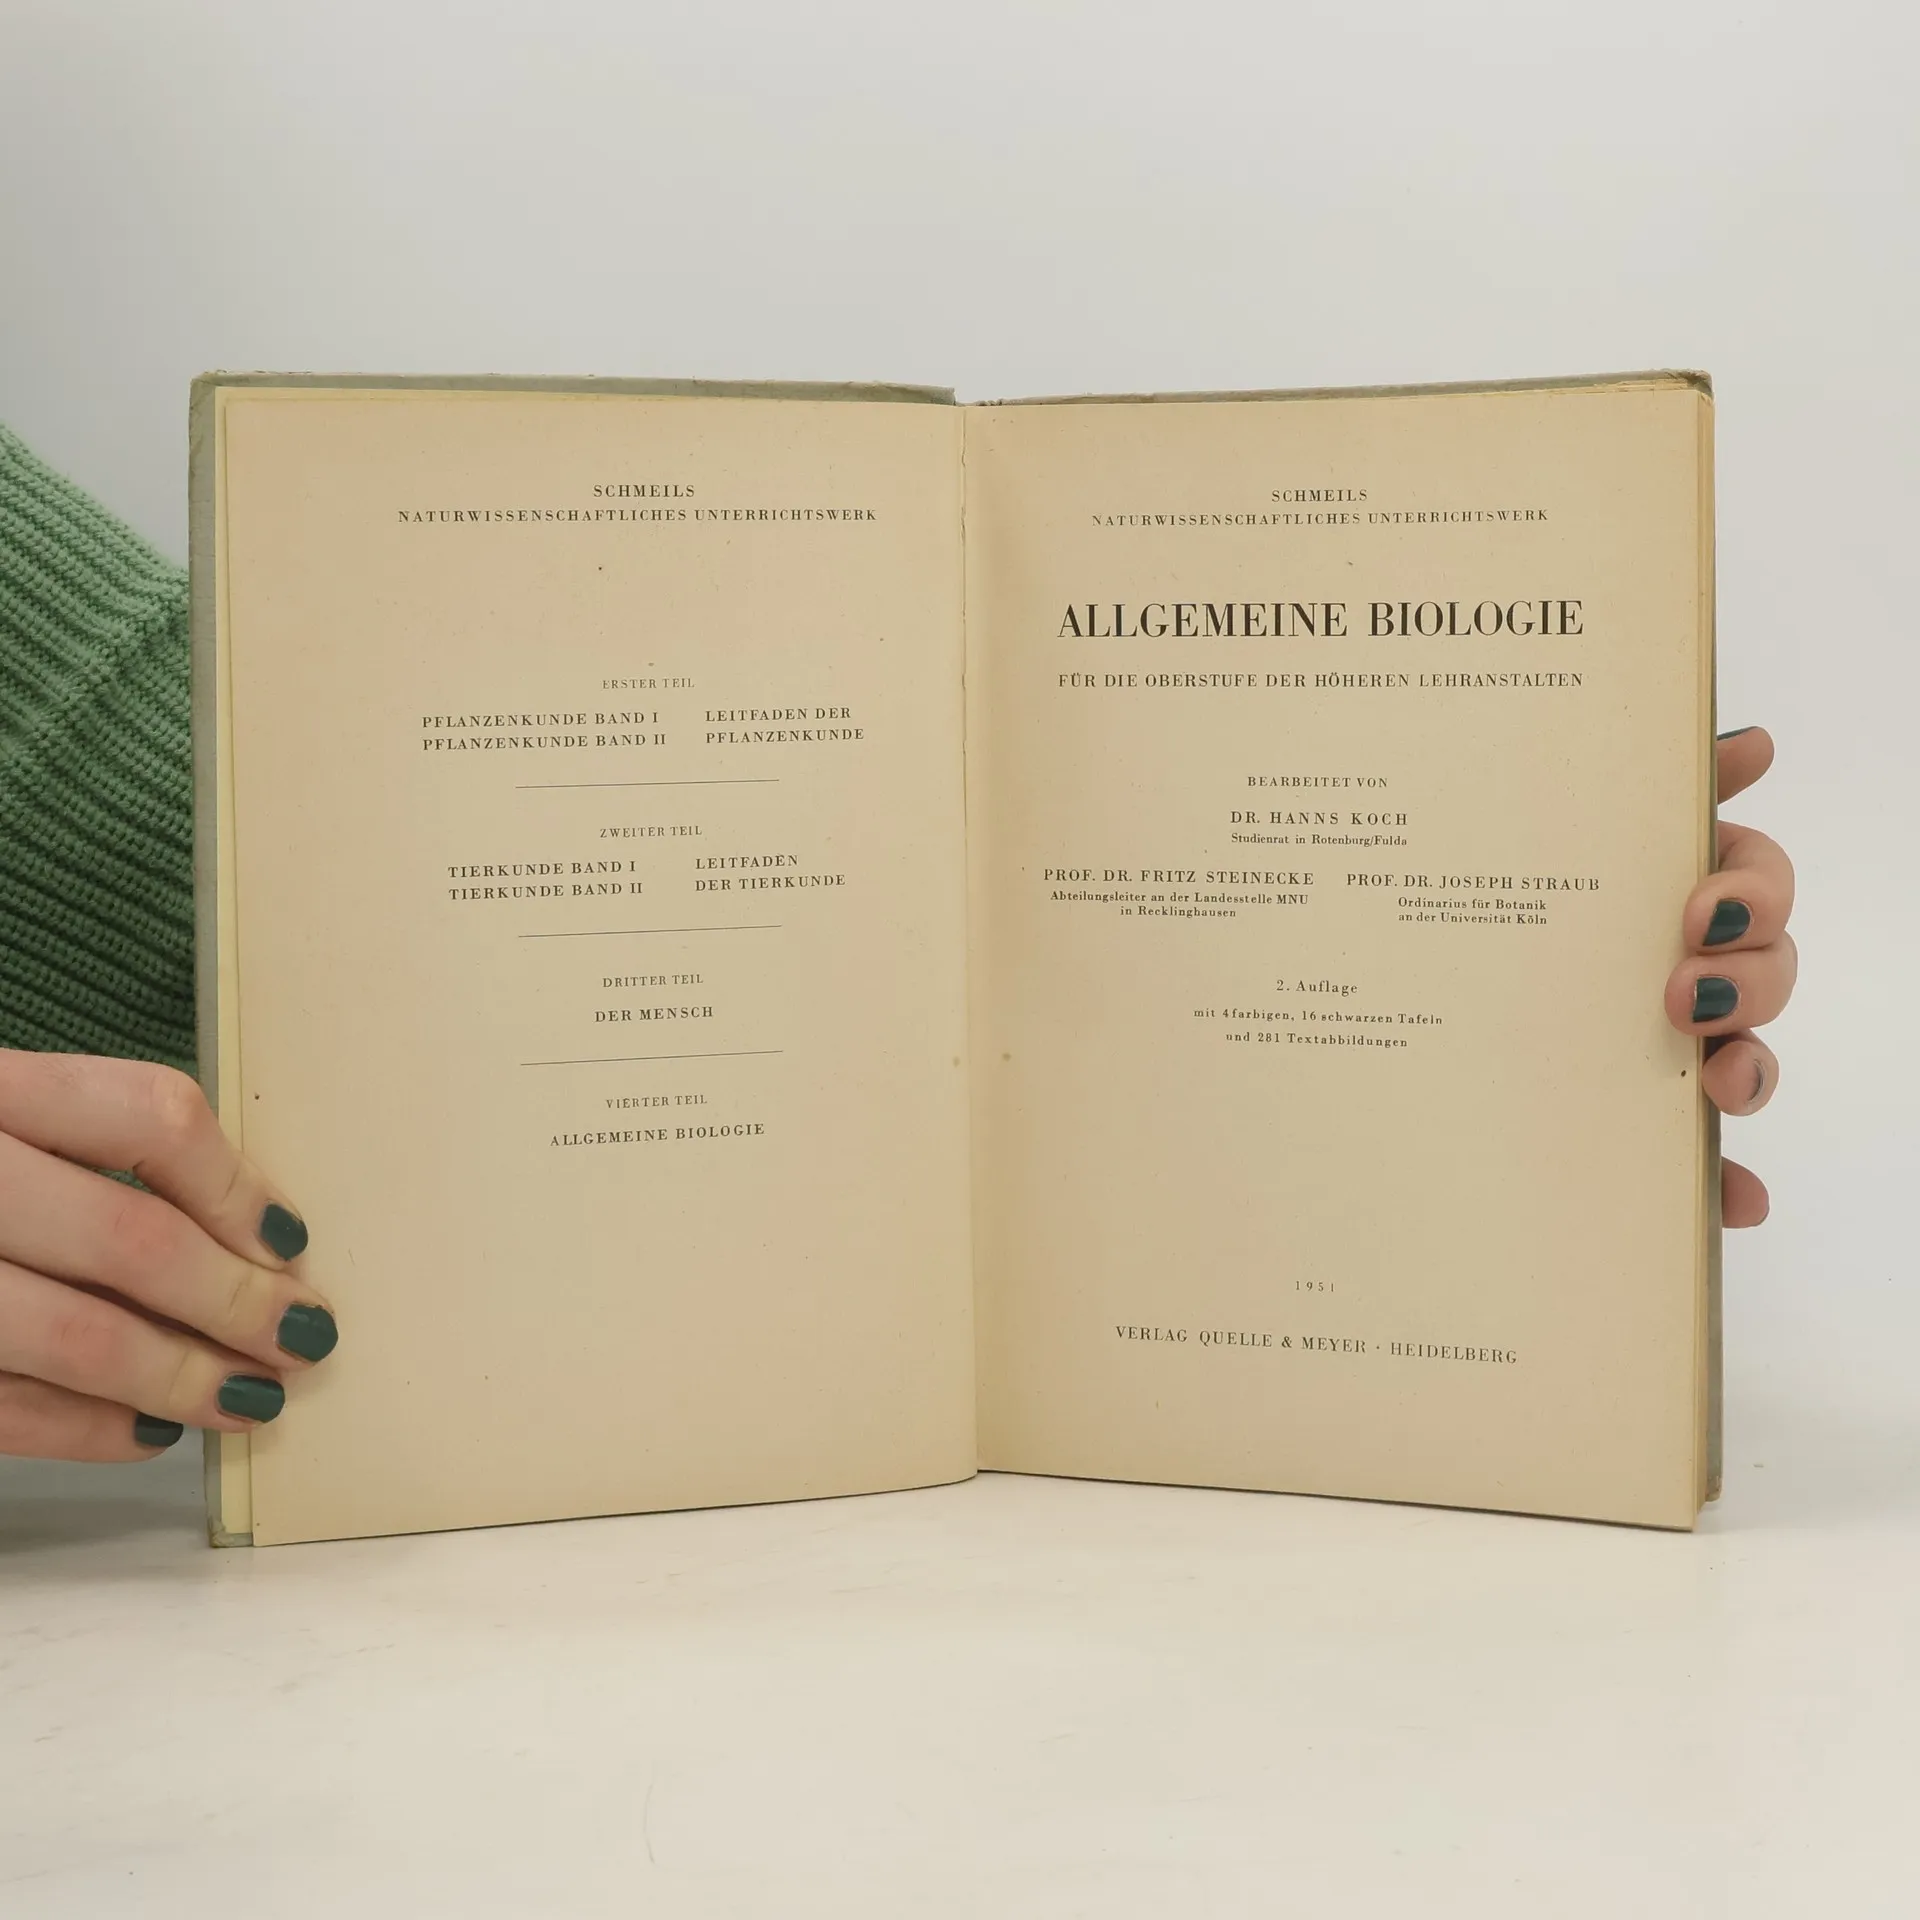 SCHMEILS
NATURWISSENSCHAFTLICHES UNTERRICHTSWERK
ERSTER TEIL
PFLANZENKUNDE BAND I
PFLANZENKUNDE BAND II
LEITFADEN DER
PFLANZENKUNDE
ZWEITER TEIL
TIERKUNDE BAND I
TIERKUNDE BAND II
LEITFADEN
DER TIERKUNDE
DRITTER TEIL
DER MENSCH
VIERTER TEIL
ALLGEMEINE BIOLOGIE
SCHMEILS
NATURWISSENSCHAFTLICHES UNTERRICHTSWERK
ALLGEMEINE BIOLOGIE
FÜR DIE OBERSTUFE DER HÖHEREN LEHRANSTALTEN
BEARBEITET VON
DR. HANNS KOCH
Studienrat in Rotenburg/Fulda
PROF. DR. FRITZ STEINECKE
Abteilungsleiter an der Landesstelle MNU
in Recklinghausen
PROF. DR. JOSEPH STRAUB
Ordinarius für Botanik
an der Universität Köln
2. Auflage
mit 4farbigen, 16 schwarzen Tafeln
und 281 Textabbildungen
1951
VERLAG QUELLE & MEYER · HEIDELBERG